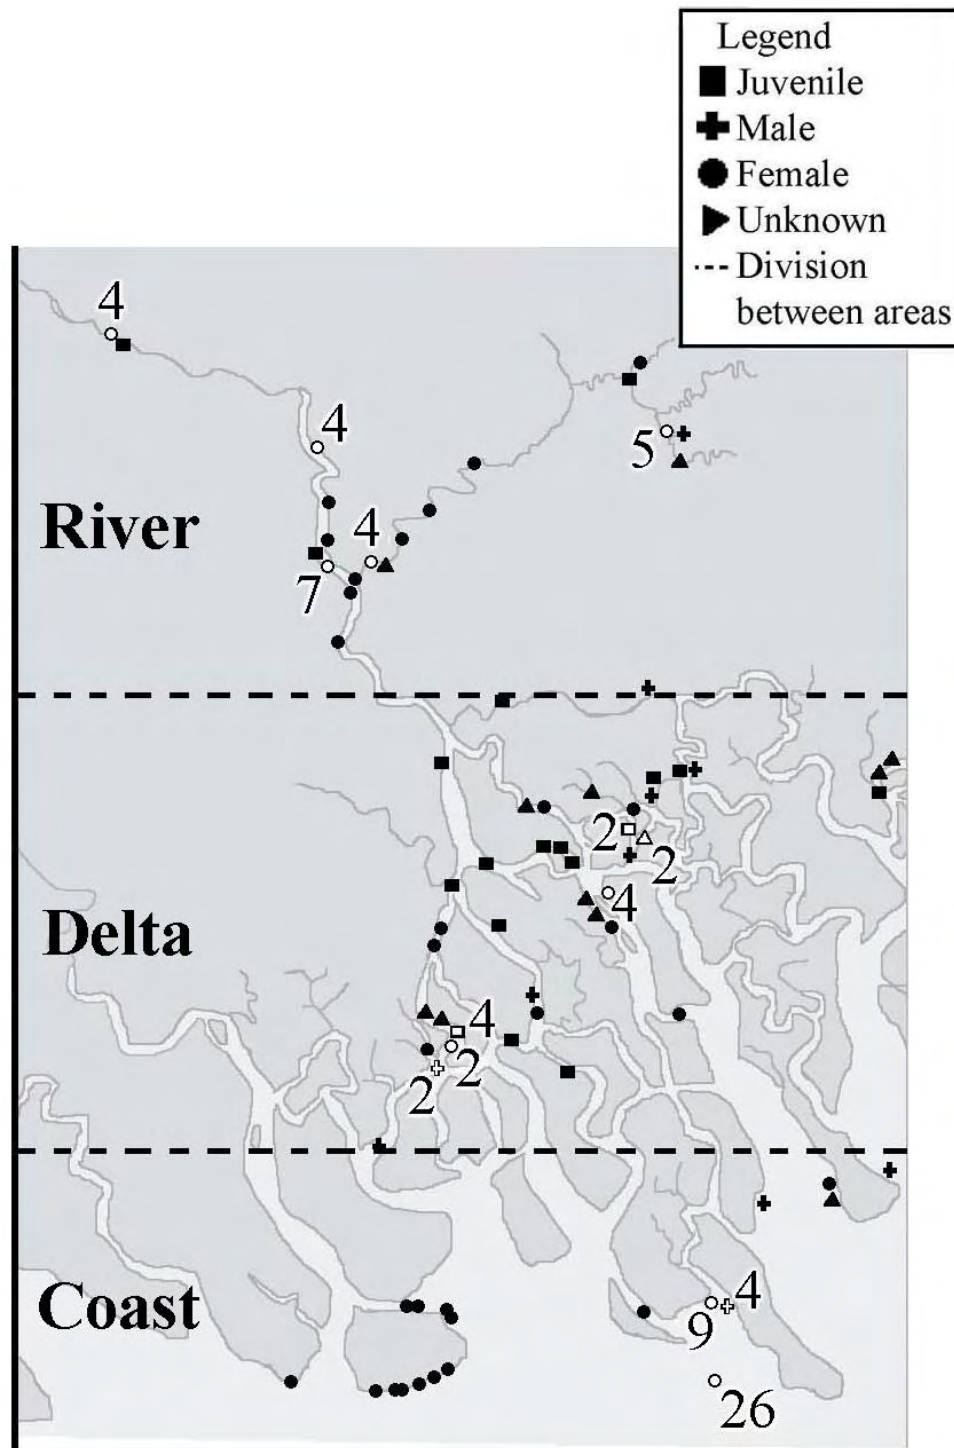 Legend
Juvenile
Male
Female
Unknown
Division
between areas
4
4
5
River
4
7
2
2
4
Delta
4
2
2
Coast
4
9
26